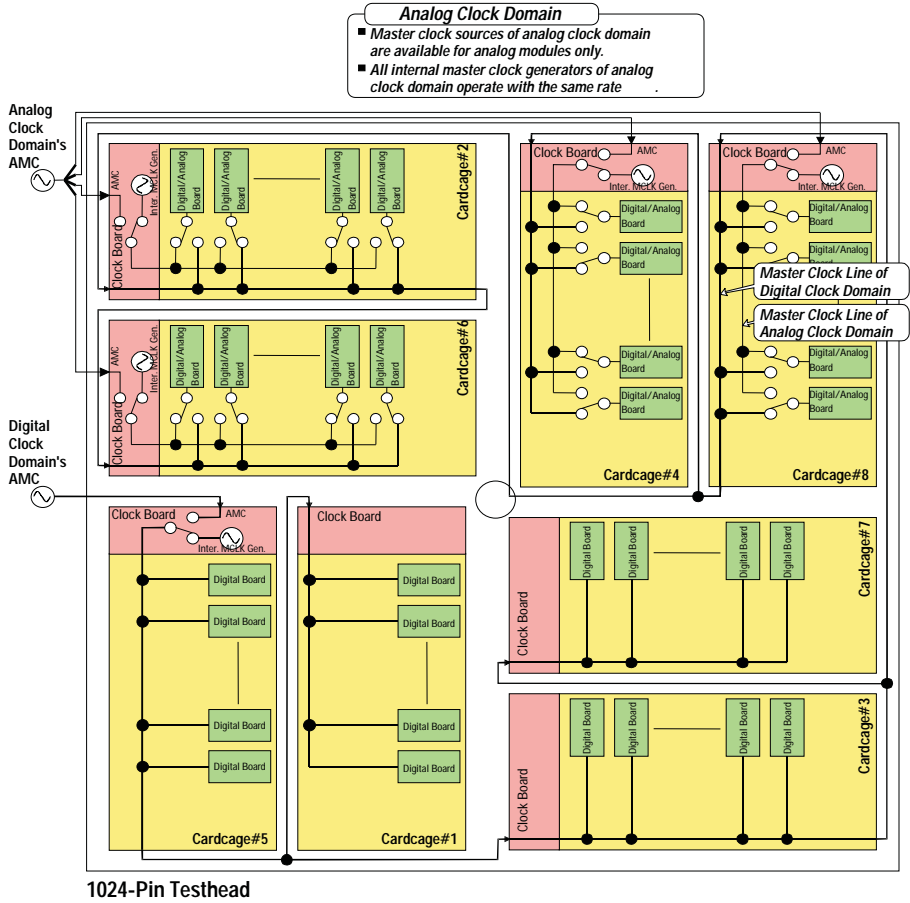 Analog Clock Domain
■ Master clock sources of analog clock domain
are available for analog modules only.
■ All internal master clock generators of analog
clock domain operate with the same rate .
Analog
Clock
Domain's
AMC
Clock Board
AMC
Inter. MCLK Gen.
Digital/Analog
Board
Digital/Analog
Board
Digital/Analog
Board
Digital/Analog
Board
Cardcage#2
Clock Board
AMC
Inter. MCLK Gen.
Digital/Analog
Board
Digital/Analog
Board
Digital/Analog
Board
Digital/Analog
Board
Cardcage#6
Clock Board
AMC
Inter. MCLK Gen.
Digital/Analog
Board
Digital/Analog
Board
Digital/Analog
Board
Digital/Analog
Board
Cardcage#4
Clock Board
AMC
Inter. MCLK Gen.
Digital/Analog
Board
Digital/Analog
Master Clock Line of
Digital Clock Domain
Master Clock Line of
Analog Clock Domain
Digital/Analog
Board
Digital/Analog
Board
Cardcage#8
Digital
Clock
Domain's
AMC
Clock Board
AMC
Inter. MCLK Gen.
Digital Board
Digital Board
Digital Board
Digital Board
Cardcage#5
Clock Board
Digital Board
Digital Board
Digital Board
Digital Board
Cardcage#1
Clock Board
Digital Board
Digital Board
Digital Board
Digital Board
Cardcage#7
Clock Board
Digital Board
Digital Board
Digital Board
Digital Board
Cardcage#3
1024-Pin Testhead